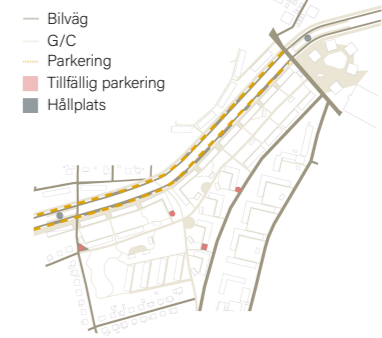 Bilväg
G/C
Parkering
Tillfällig parkering
Hållplats